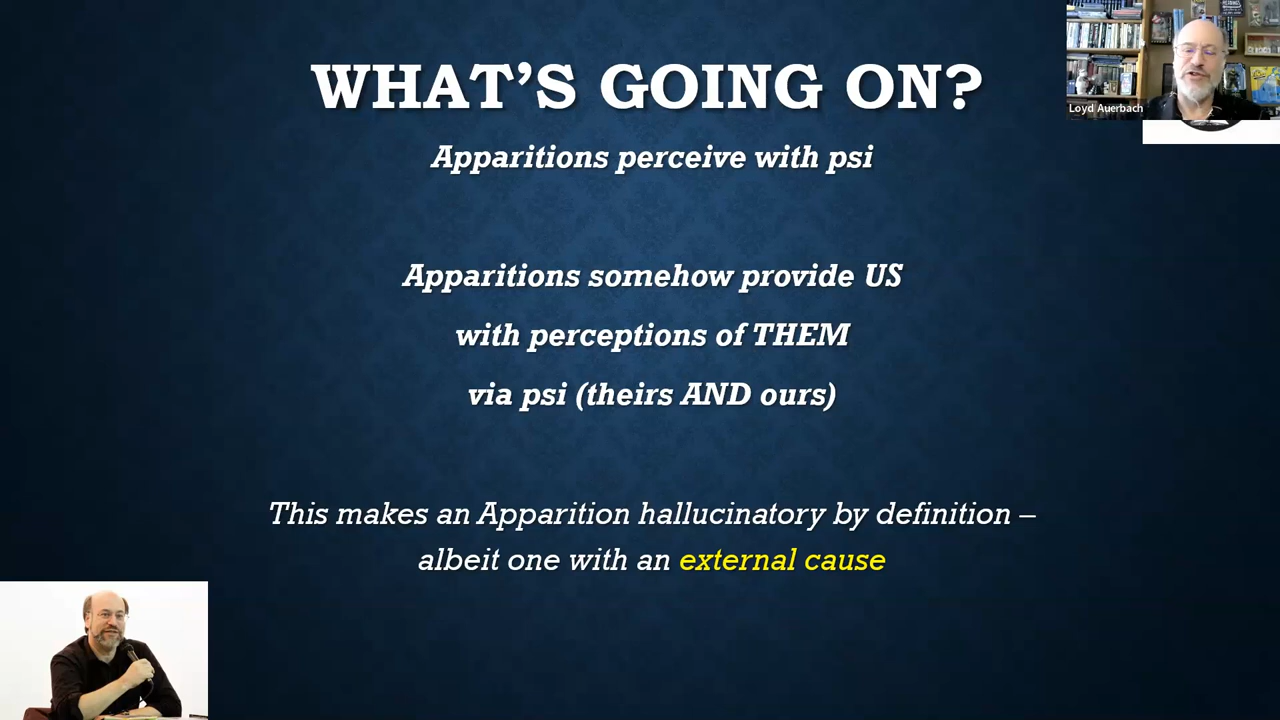 WHAT'S GOING ON?
Loyd Auerbach
Apparitions perceive with psi
Apparitions somehow provide US
with perceptions of THEM
via psi (theirs AND ours)
This makes an Apparition hallucinatory by definition –
albeit one with an external cause